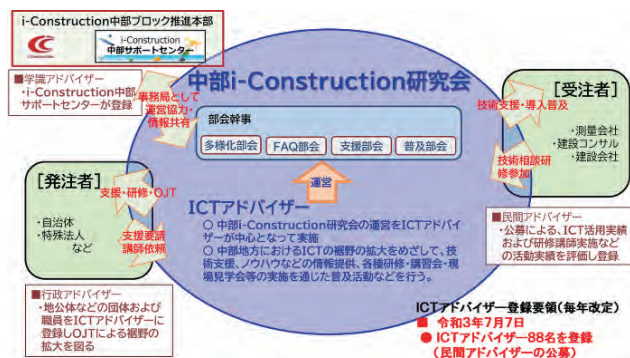 i-Construction中部ブロック推進本部
i-Construction
中部サポートセンター
■学識アドバイザー
・i-Construction中部
サポートセンターが登録
事務局として
運営協力・
情報共有
中部i-Construction研究会
部会幹事
多様化部会
FAQ部会
支援部会
普及部会
運営
[受注者]
技術支援・導入普及
・測量会社
・建設コンサル
・建設会社
技術相談研
修参加
[発注者]
支援・研修・OJT
・自治体
・特殊法人
など
支援要請
講師依頼
ICTアドバイザー
○ 中部i-Construction研究会の運営をICTアドバイ
ザーが中心となって実施
○ 中部地方におけるICTの裾野の拡大をめざして、技
術支援、ノウハウなどの情報提供、各種研修・講習会・現
場見学会等の実施を通じた普及活動などを行う。
■民間アドバイザー
・公募による、ICT活用実績
および研修講師実施など
の活動実績を評価し登録
■行政アドバイザー
・地公体などの団体および
職員をICTアドバイザーに
登録しOJTによる裾野の
拡大を図る
ICTアドバイザー登録要領(毎年改定)
■ 令和3年7月7日
● ICTアドバイザー88名を登録
(民間アドバイザーの公募)